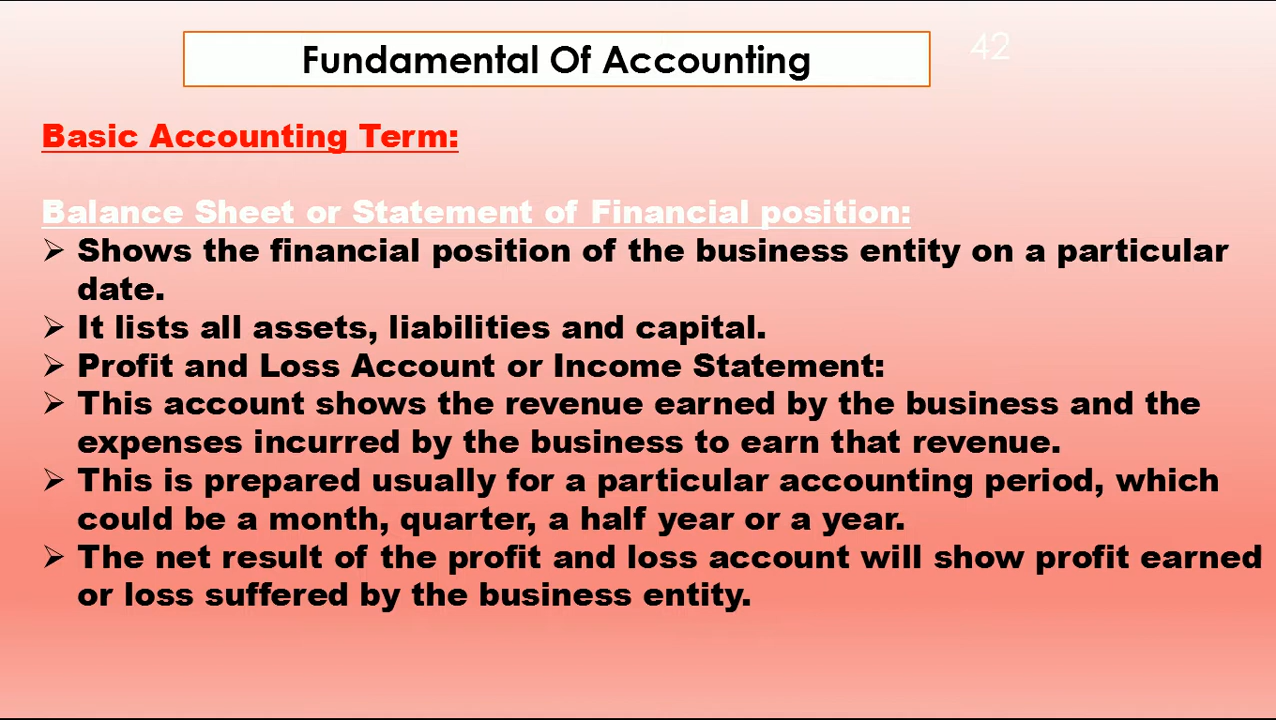 Fundamental Of Accounting
42
Basic Accounting Term:
Balance Sheet or Statement of Financial position:
➢ Shows the financial position of the business entity on a particular
date.
➢ It lists all assets, liabilities and capital.
➢ Profit and Loss Account or Income Statement:
➢ This account shows the revenue earned by the business and the
expenses incurred by the business to earn that revenue.
➢ This is prepared usually for a particular accounting period, which
could be a month, quarter, a half year or a year.
➢ The net result of the profit and loss account will show profit earned
or loss suffered by the business entity.